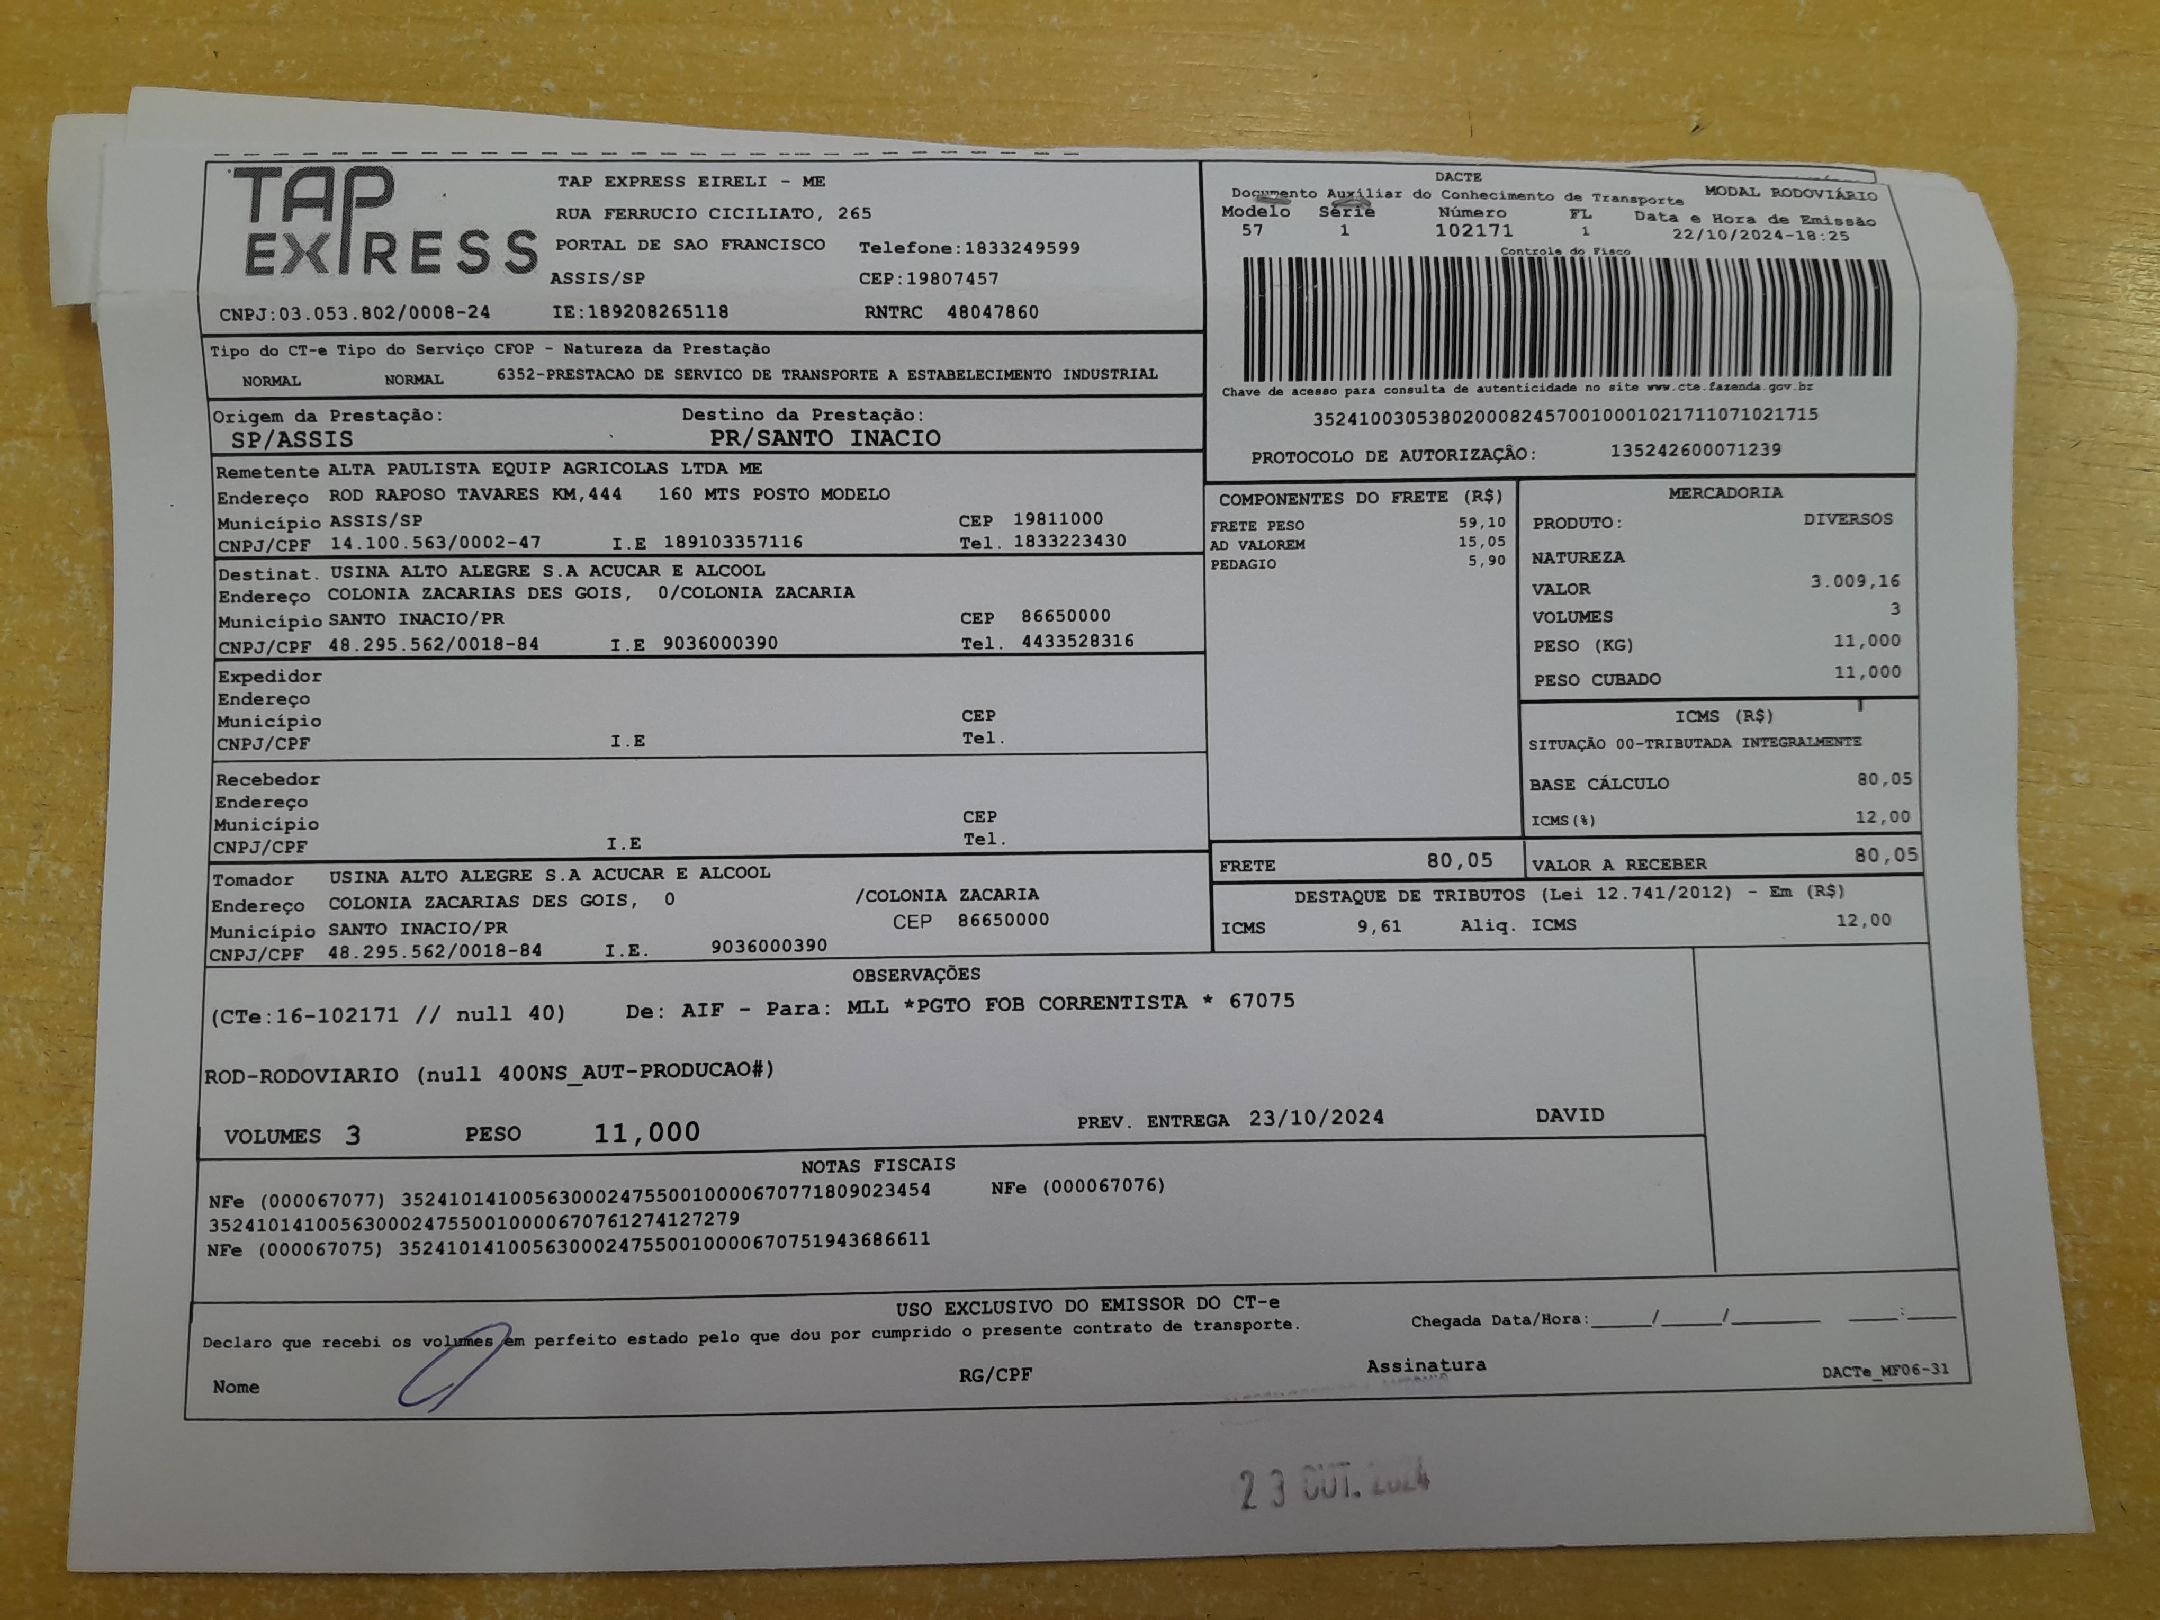 TAP EXPRESS
TAP EXPRESS EIRELI - ME
RUA FERRUCIO CICILIATO, 265
PORTAL DE SAO FRANCISCO Telefone:1833249599
ASSIS/SP CEP:19807457
CNPJ:03.053.802/0008-24 IE:189208265118 RNTRC 48047860
DACTE
Documento Auxiliar do Conhecimento de Transporte MODAL RODOVIÁRIO
Modelo Série Número FL Data e Hora de Emissão
57 1 102171 1 22/10/2024-18:25
Controle do Fisco
Chave de acesso para consulta de autenticidade no site www.cte.fazenda.gov.br
35241003053802000824570010001021711071021715
PROTOCOLO DE AUTORIZAÇÃO: 135242600071239
Tipo do CT-e Tipo do Serviço CFOP - Natureza da Prestação
NORMAL NORMAL 6352-PRESTACAO DE SERVICO DE TRANSPORTE A ESTABELECIMENTO INDUSTRIAL
Origem da Prestação: Destino da Prestação:
SP/ASSIS PR/SANTO INACIO
Remetente ALTA PAULISTA EQUIP AGRICOLAS LTDA ME
Endereço ROD RAPOSO TAVARES KM,444 160 MTS POSTO MODELO
Município ASSIS/SP CEP 19811000
CNPJ/CPF 14.100.563/0002-47 I.E 189103357116 Tel. 1833223430
Destinat. USINA ALTO ALEGRE S.A ACUCAR E ALCOOL
Endereço COLONIA ZACARIAS DES GOIS, 0/COLONIA ZACARIA
Município SANTO INACIO/PR CEP 86650000
CNPJ/CPF 48.295.562/0018-84 I.E 9036000390 Tel. 4433528316
Expedidor
Endereço
Município CEP
CNPJ/CPF I.E Tel.
Recebedor
Endereço
Município CEP
CNPJ/CPF I.E Tel.
Tomador USINA ALTO ALEGRE S.A ACUCAR E ALCOOL
Endereço COLONIA ZACARIAS DES GOIS, 0 /COLONIA ZACARIA
Município SANTO INACIO/PR CEP 86650000
CNPJ/CPF 48.295.562/0018-84 I.E. 9036000390
COMPONENTES DO FRETE (R$)
FRETE PESO 59,10
AD VALOREM 15,05
PEDAGIO 5,90
MERCADORIA
PRODUTO: DIVERSOS
NATUREZA
VALOR 3.009,16
VOLUMES 3
PESO (KG) 11,000
PESO CUBADO 11,000
ICMS (R$)
SITUAÇÃO 00-TRIBUTADA INTEGRALMENTE
BASE CÁLCULO 80,05
ICMS(%) 12,00
FRETE 80,05 VALOR A RECEBER 80,05
DESTAQUE DE TRIBUTOS (Lei 12.741/2012) - Em (R$)
ICMS 9,61 Aliq. ICMS 12,00
OBSERVAÇÕES
(CTe:16-102171 // null 40) De: AIF - Para: MLL *PGTO FOB CORRENTISTA * 67075
ROD-RODOVIARIO (null 400NS_AUT-PRODUCAO#)
VOLUMES 3 PESO 11,000 PREV. ENTREGA 23/10/2024 DAVID
NOTAS FISCAIS
NFe (000067077) 35241014100563000247550010000670771809023454 NFe (000067076)
35241014100563000247550010000670761274127279
NFe (000067075) 35241014100563000247550010000670751943686611
USO EXCLUSIVO DO EMISSOR DO CT-e
Declaro que recebi os volumes em perfeito estado pelo que dou por cumprido o presente contrato de transporte. Chegada Data/Hora:_____/_____/_______ ____:____
Nome RG/CPF Assinatura DACTe_MF06-31
23 OUT. 2024